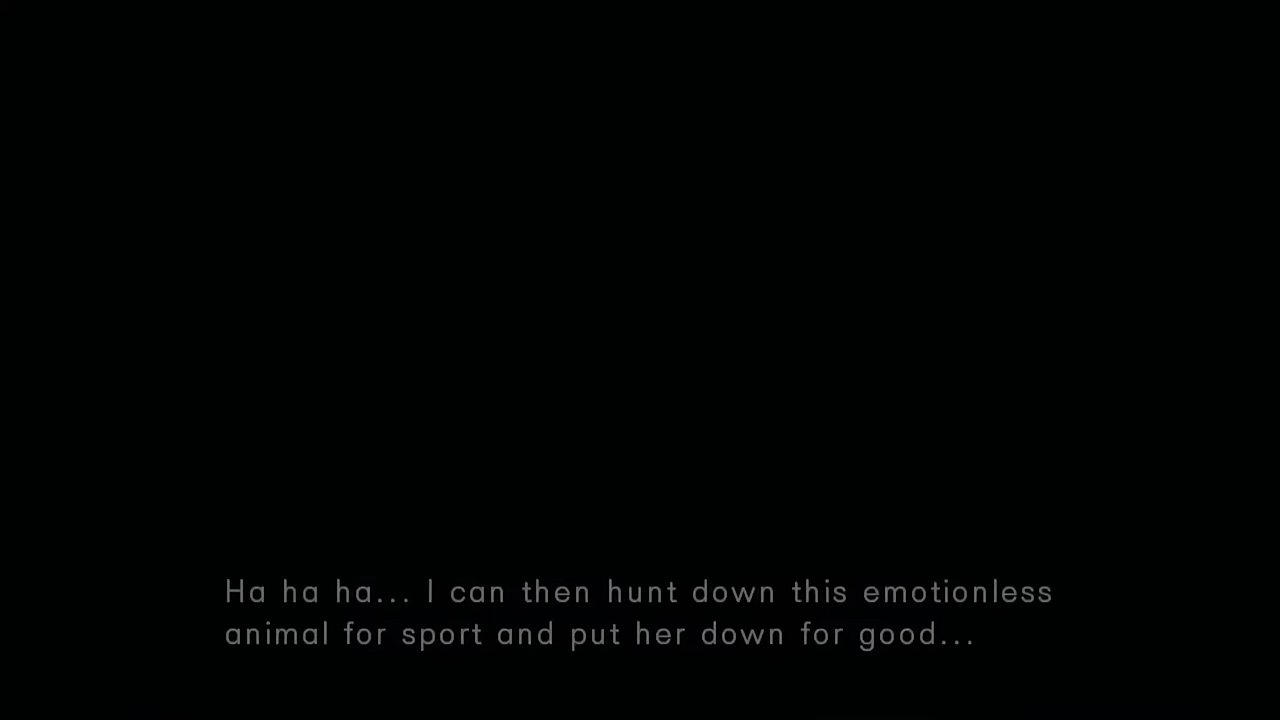 Ha ha ha... I can then hunt down this emotionless
animal for sport and put her down for good...